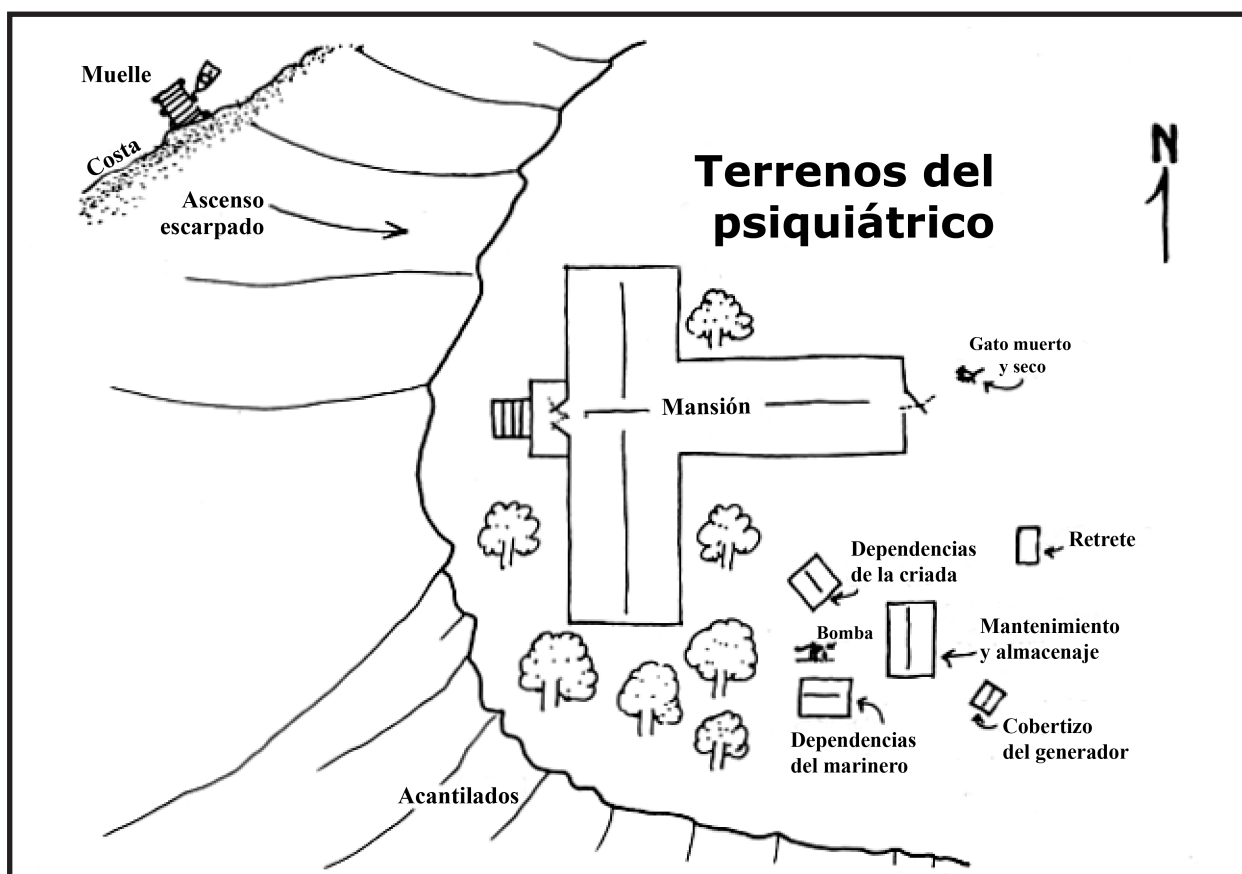 Muelle
Costa
Ascenso
escarpado
Terrenos del
psiquiátrico
N
Gato muerto
y seco
Mansión
Retrete
Dependencias
de la criada
Bomba
Mantenimiento
y almacenaje
Dependencias
del marinero
Cobertizo
del generador
Acantilados